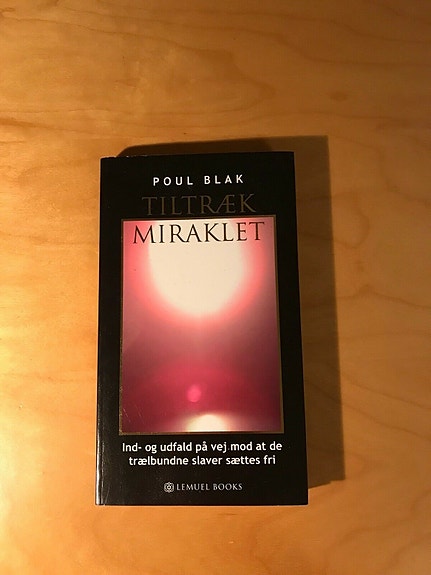 POUL BLAK
TILTRÆK
MIRAKLET
Ind- og udfald på vej mod at de
trælbundne slaver sættes fri
LEMUEL BOOKS